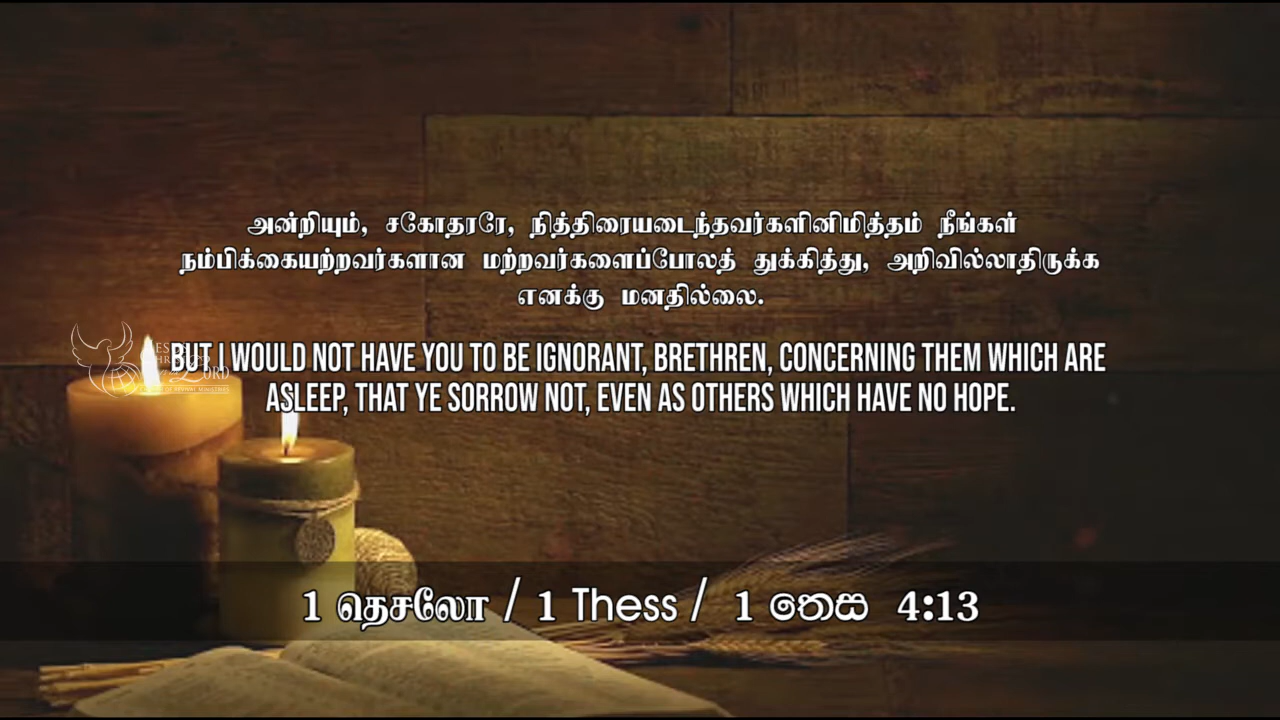 அன்றியும், சகோதரரே, நித்திரையடைந்தவர்களினிமித்தம் நீங்கள்
நம்பிக்கையற்றவர்களான மற்றவர்களைப்போலத் துக்கித்து, அறிவில்லாதிருக்க
எனக்கு மனதில்லை.
BUT I WOULD NOT HAVE YOU TO BE IGNORANT, BRETHREN, CONCERNING THEM WHICH ARE
ASLEEP, THAT YE SORROW NOT, EVEN AS OTHERS WHICH HAVE NO HOPE.
LORD
1 தெசலோ / 1 Thess / 1 තෙස 4:13